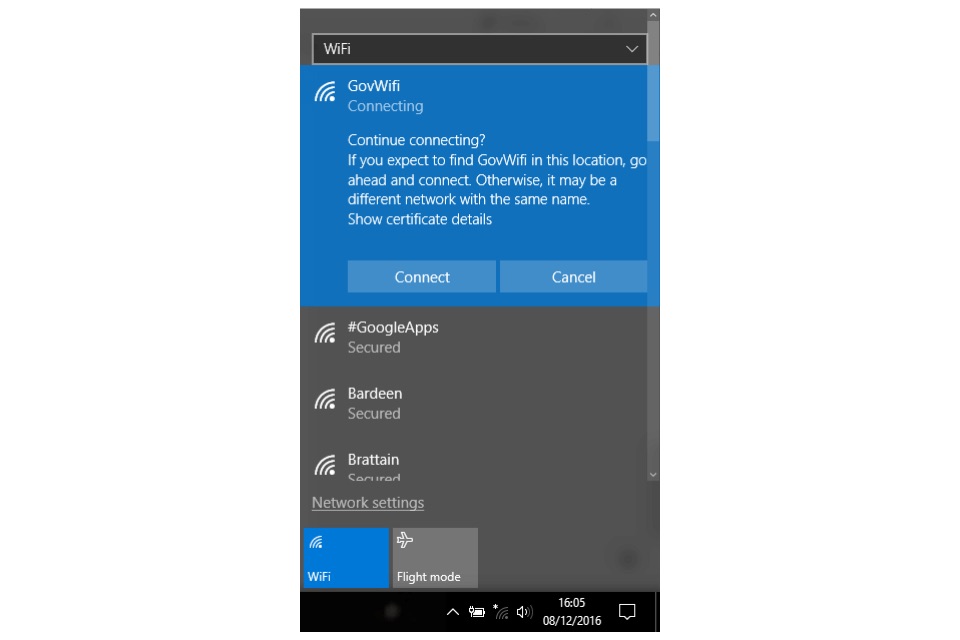 WiFi
GovWifi
Connecting
Continue connecting?
If you expect to find GovWifi in this location, go
ahead and connect. Otherwise, it may be a
different network with the same name.
Show certificate details
Connect
Cancel
#GoogleApps
Secured
Bardeen
Secured
Brattain
Secured
Network settings
WiFi
Flight mode
16:05
08/12/2016